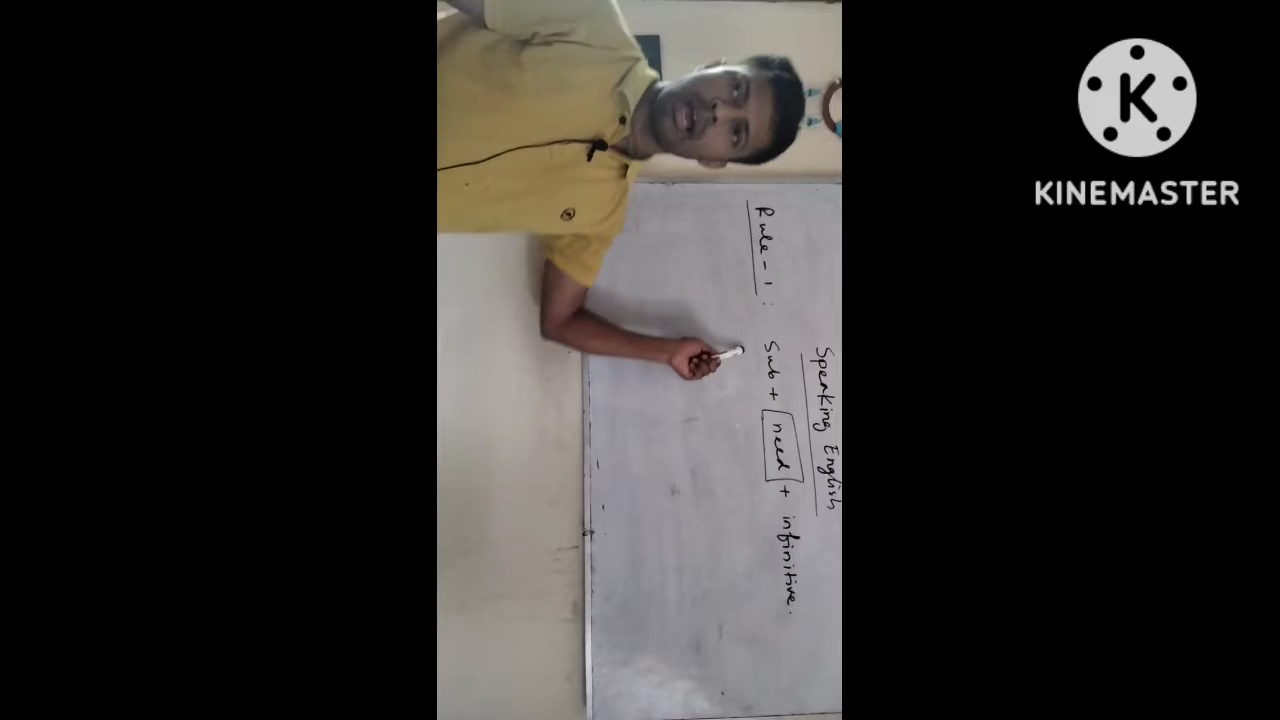 Speaking English
Rule - 1 : Sub + need + infinitive.
K
KINEMASTER